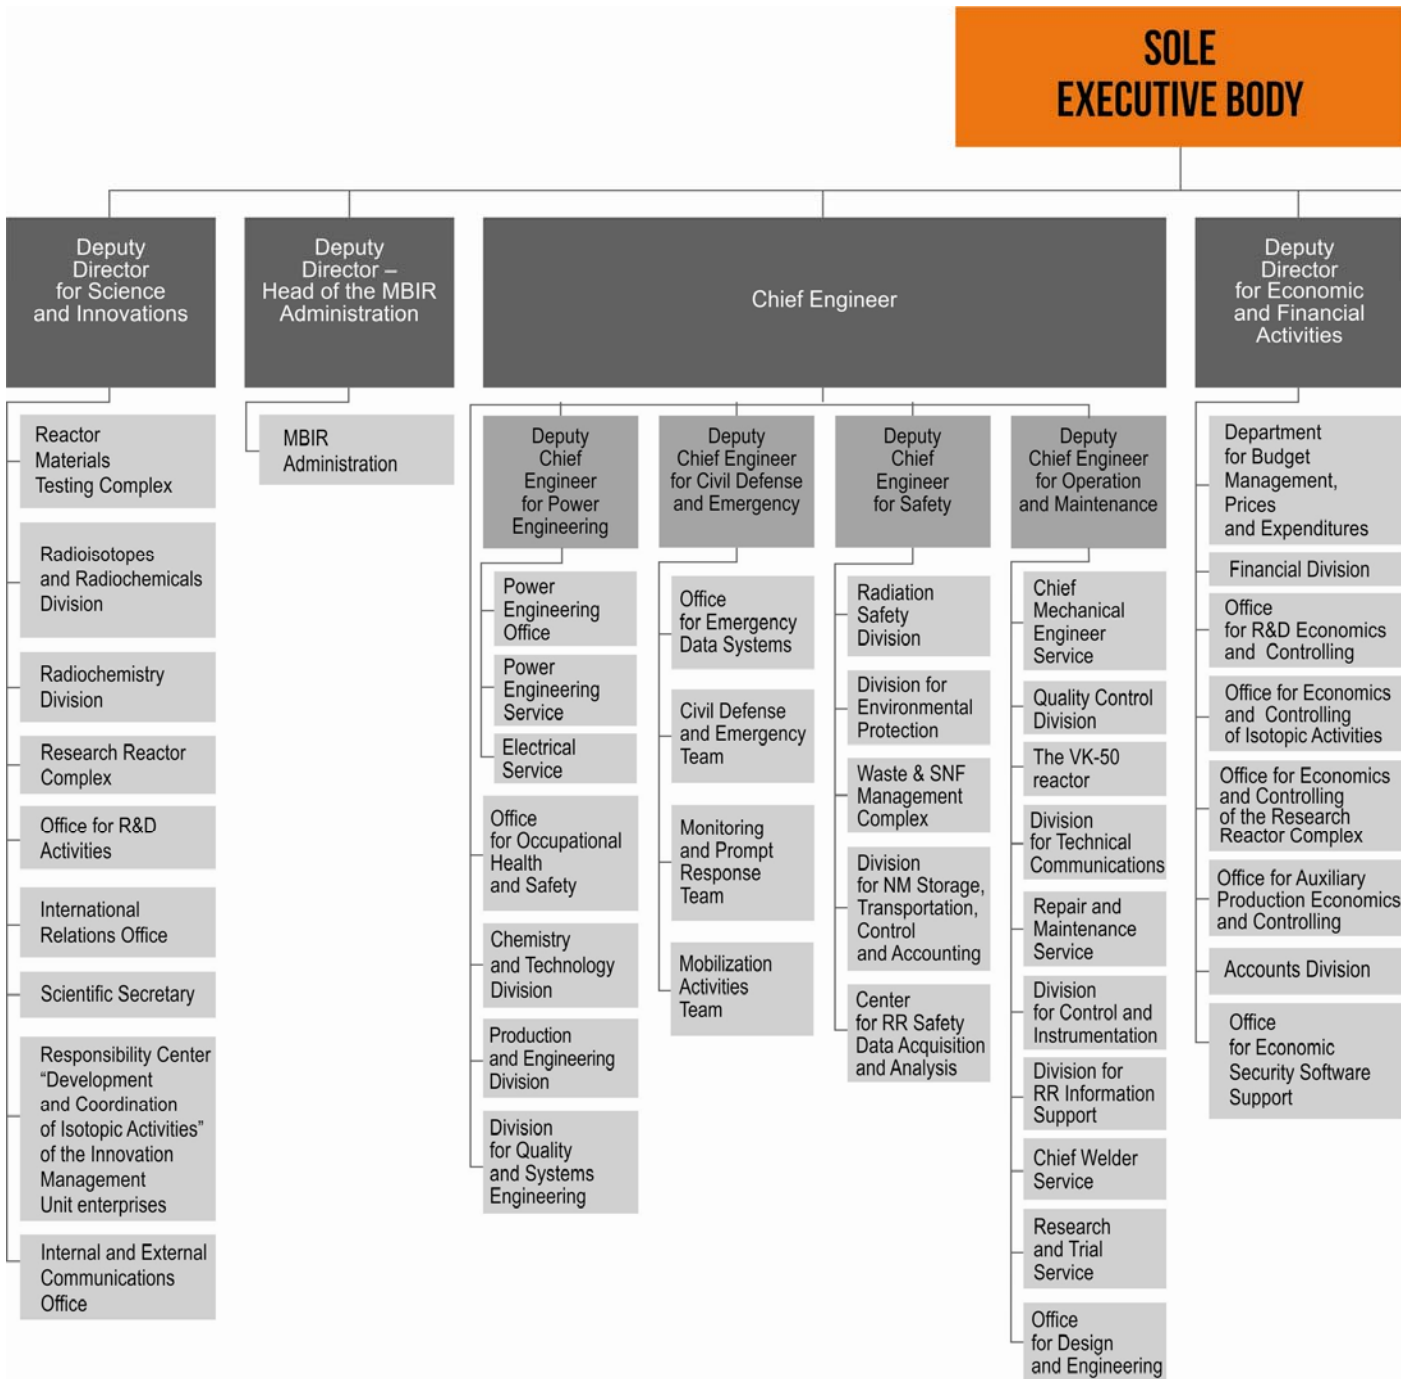 SOLE
EXECUTIVE BODY
Deputy
Director
for Science
and Innovations
Deputy
Director –
Head of the MBIR
Administration
Chief Engineer
Deputy
Director
for Economic
and Financial
Activities
Reactor
Materials
Testing Complex
Radioisotopes
and Radiochemicals
Division
Radiochemistry
Division
Research Reactor
Complex
Office for R&D
Activities
International
Relations Office
Scientific Secretary
Responsibility Center
“Development
and Coordination
of Isotopic Activities”
of the Innovation
Management
Unit enterprises
Internal and External
Communications
Office
MBIR
Administration
Deputy
Chief
Engineer
for Power
Engineering
Power
Engineering
Office
Power
Engineering
Service
Electrical
Service
Office
for Occupational
Health
and Safety
Chemistry
and Technology
Division
Production
and Engineering
Division
Division
for Quality
and Systems
Engineering
Deputy
Chief Engineer
for Civil Defense
and Emergency
Office
for Emergency
Data Systems
Civil Defense
and Emergency
Team
Monitoring
and Prompt
Response
Team
Mobilization
Activities
Team
Deputy
Chief
Engineer
for Safety
Radiation
Safety
Division
Division for
Environmental
Protection
Waste & SNF
Management
Complex
Division
for NM Storage,
Transportation,
Control
and Accounting
Center
for RR Safety
Data Acquisition
and Analysis
Deputy
Chief Engineer
for Operation
and Maintenance
Chief
Mechanical
Engineer
Service
Quality Control
Division
The VK-50
reactor
Division
for Technical
Communications
Repair and
Maintenance
Service
Division
for Control and
Instrumentation
Division for
RR Information
Support
Chief Welder
Service
Research
and Trial
Service
Office
for Design
and Engineering
Department
for Budget
Management,
Prices
and Expenditures
Financial Division
Office
for R&D Economics
and Controlling
Office for Economics
and Controlling
of Isotopic Activities
Office for Economics
and Controlling
of the Research
Reactor Complex
Office for Auxiliary
Production Economics
and Controlling
Accounts Division
Office
for Economic
Security Software
Support